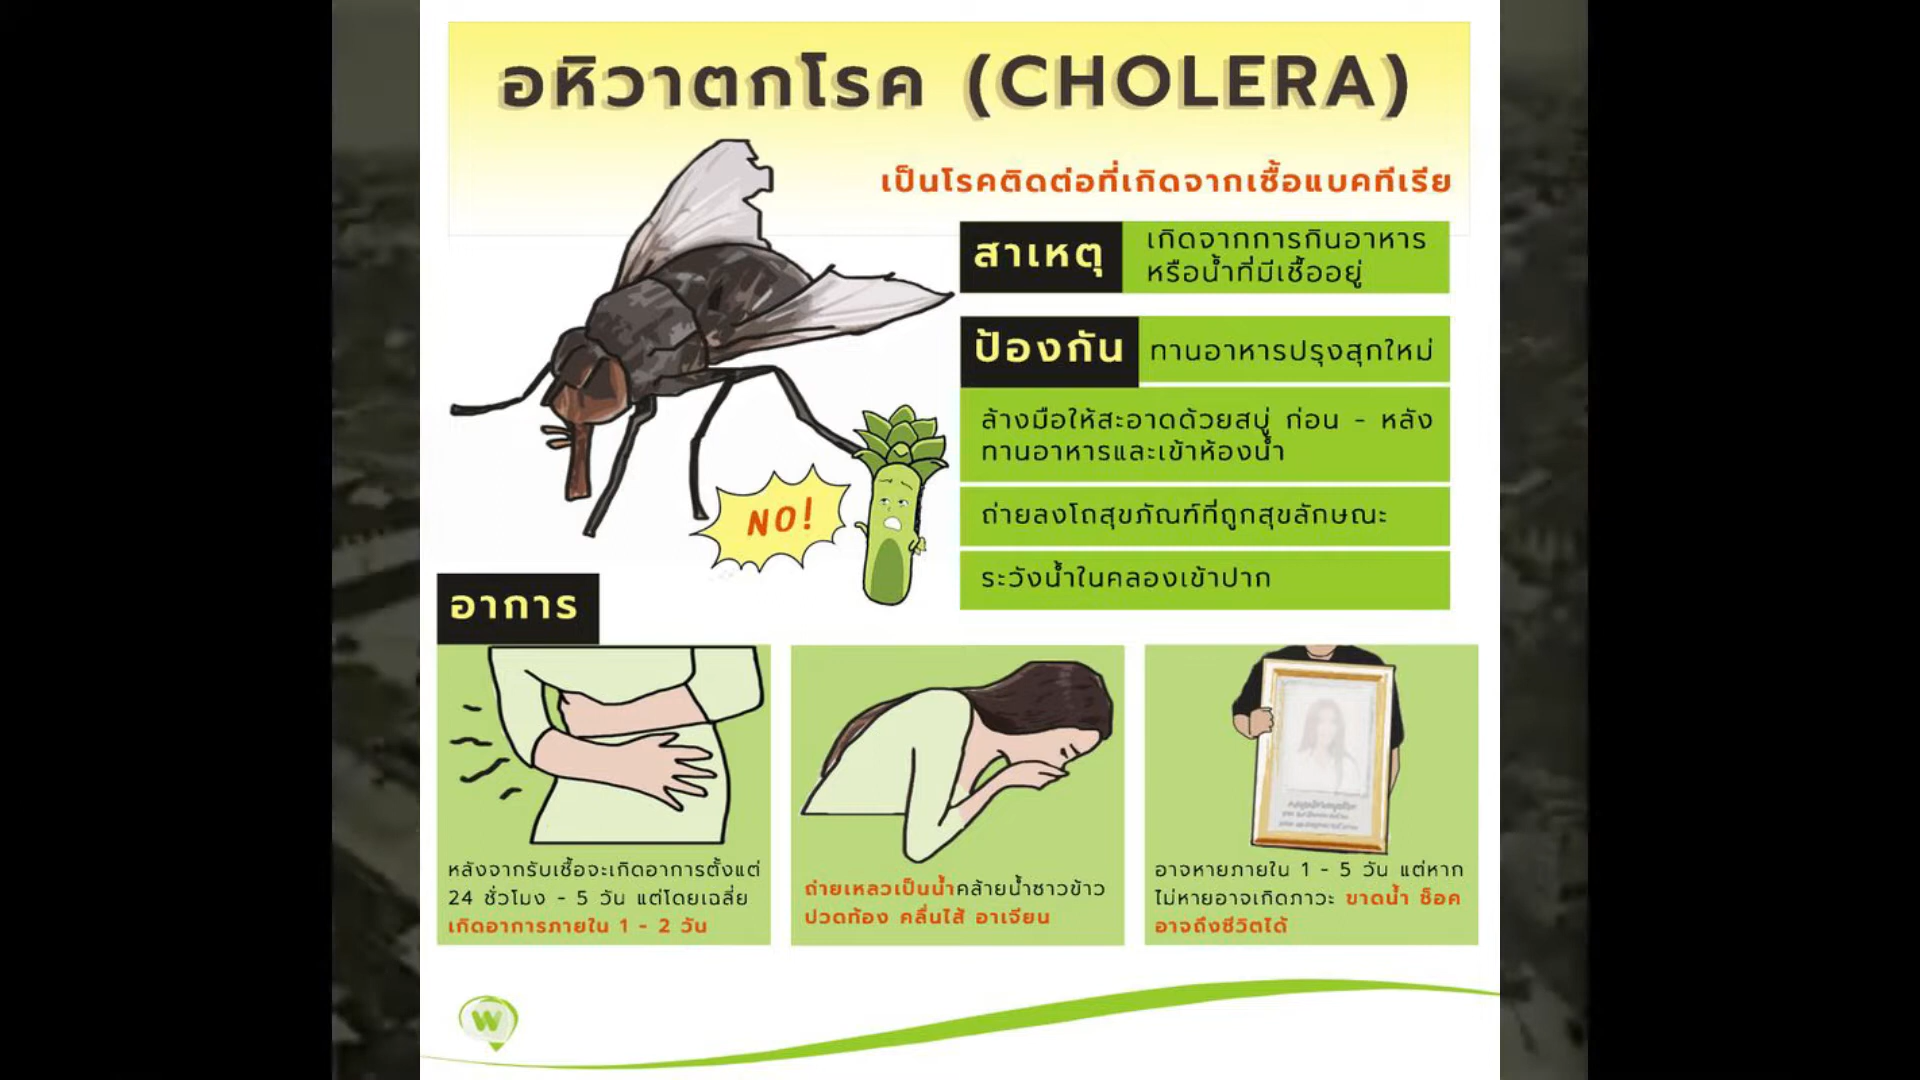 อหิวาตกโรค (CHOLERA)
เป็นโรคติดต่อที่เกิดจากเชื้อแบคทีเรีย
สาเหตุ
เกิดจากการกินอาหาร
หรือน้ำที่มีเชื้ออยู่
ป้องกัน
ทานอาหารปรุงสุกใหม่
ล้างมือให้สะอาดด้วยสบู่ ก่อน - หลัง
ทานอาหารและเข้าห้องน้ำ
ถ่ายลงโถสุขภัณฑ์ที่ถูกสุขลักษณะ
ระวังน้ำในคลองเข้าปาก
NO!
อาการ
หลังจากรับเชื้อจะเกิดอาการตั้งแต่
24 ชั่วโมง - 5 วัน แต่โดยเฉลี่ย
เกิดอาการภายใน 1 - 2 วัน
ถ่ายเหลวเป็นน้ำคล้ายน้ำซาวข้าว
ปวดท้อง คลื่นไส้ อาเจียน
อาจหายภายใน 1 - 5 วัน แต่หาก
ไม่หายอาจเกิดภาวะ ขาดน้ำ ช็อค
อาจถึงชีวิตได้
W